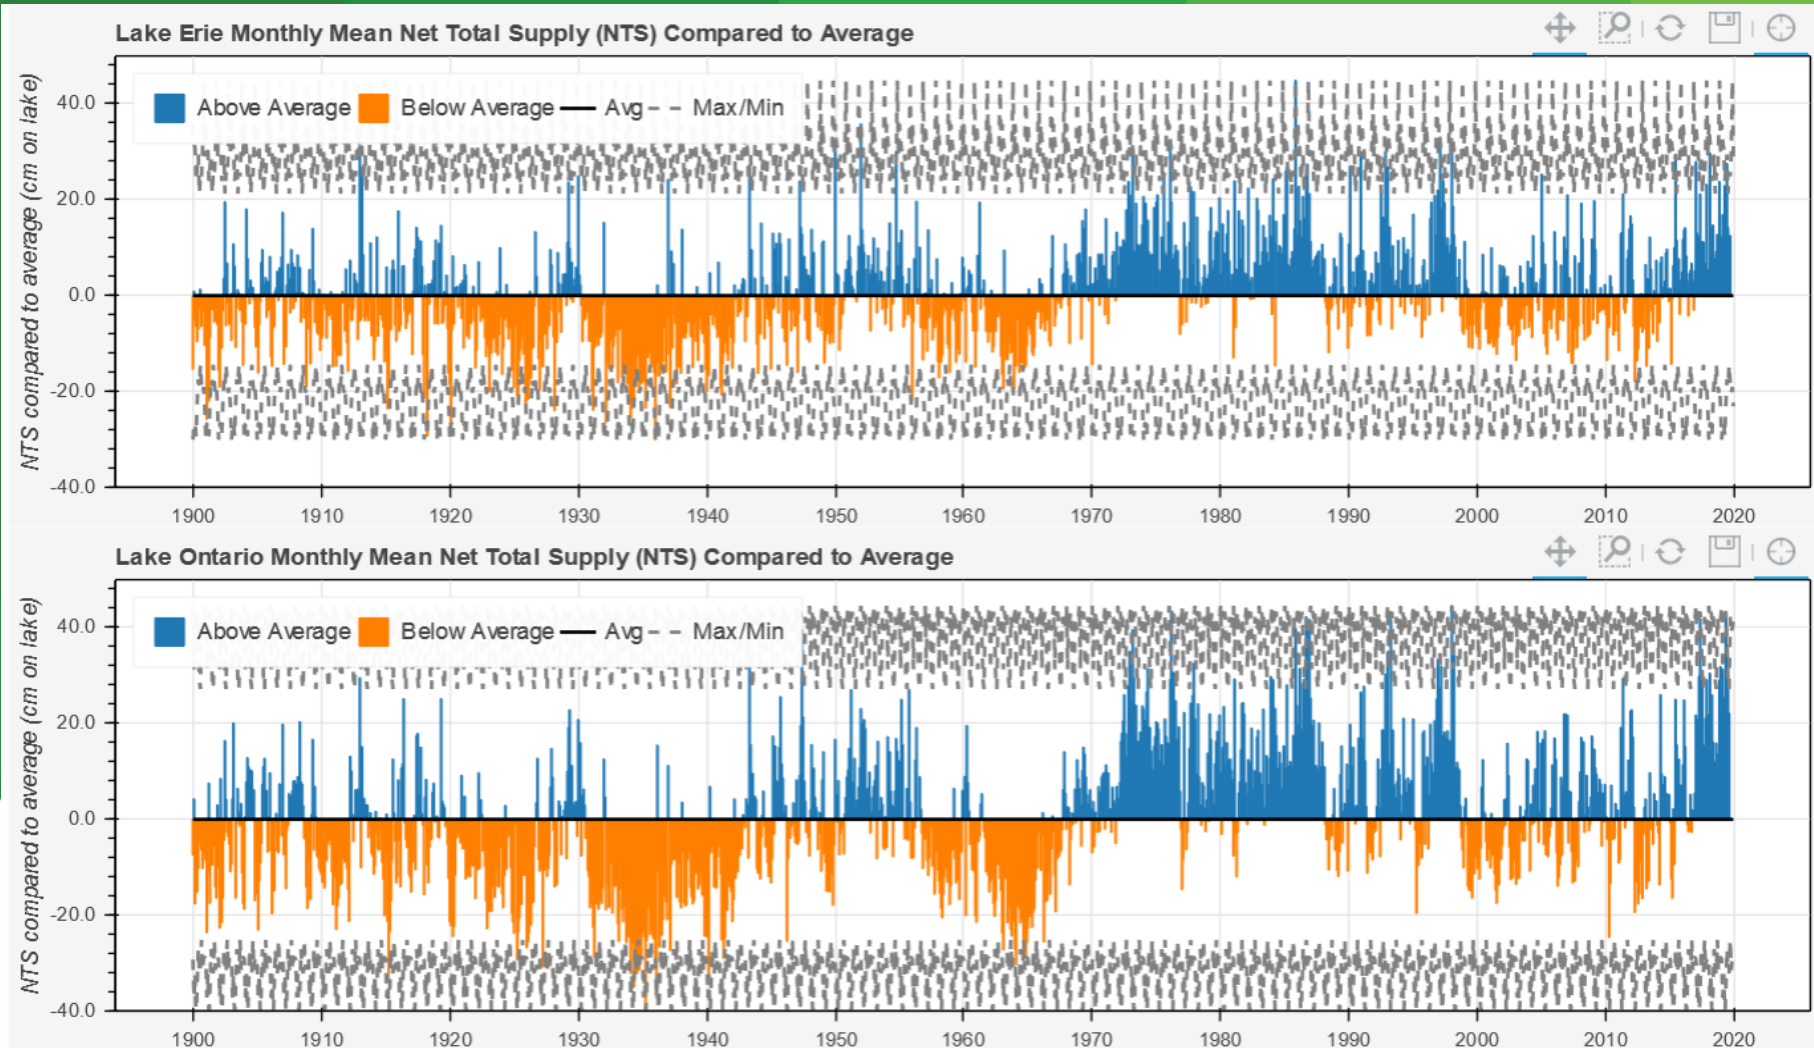 Lake Erie Monthly Mean Net Total Supply (NTS) Compared to Average
NTS compared to average (cm on lake)
Above Average Below Average Avg Max/Min
40.0
20.0
0.0
-20.0
-40.0
1900 1910 1920 1930 1940 1950 1960 1970 1980 1990 2000 2010 2020
Lake Ontario Monthly Mean Net Total Supply (NTS) Compared to Average
NTS compared to average (cm on lake)
Above Average Below Average Avg Max/Min
40.0
20.0
0.0
-20.0
-40.0
1900 1910 1920 1930 1940 1950 1960 1970 1980 1990 2000 2010 2020